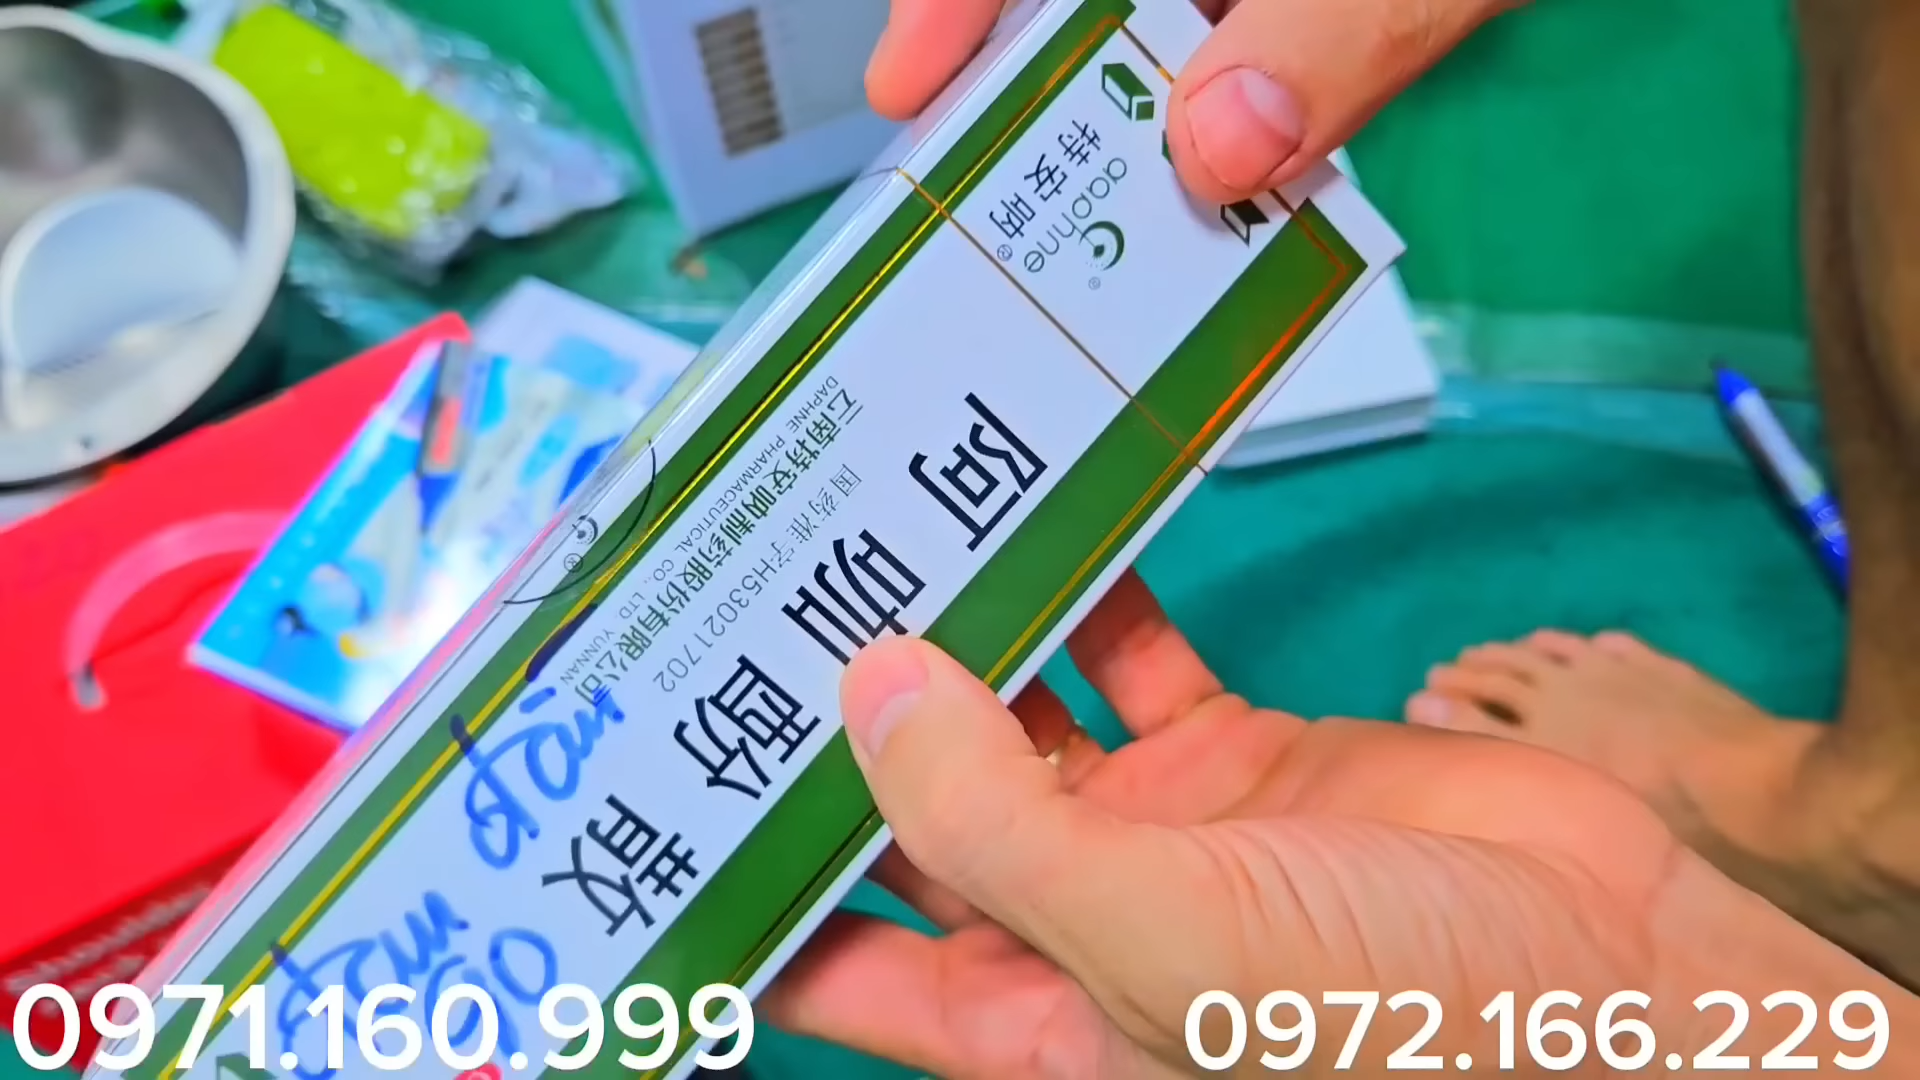 特安呐®
daphne®
阿咖酚散
国药准字H53021702
云南特安呐制药股份有限公司
DAPHNE PHARMACEUTICAL CO., LTD. YUNNAN
0971.160.999
0972.166.229